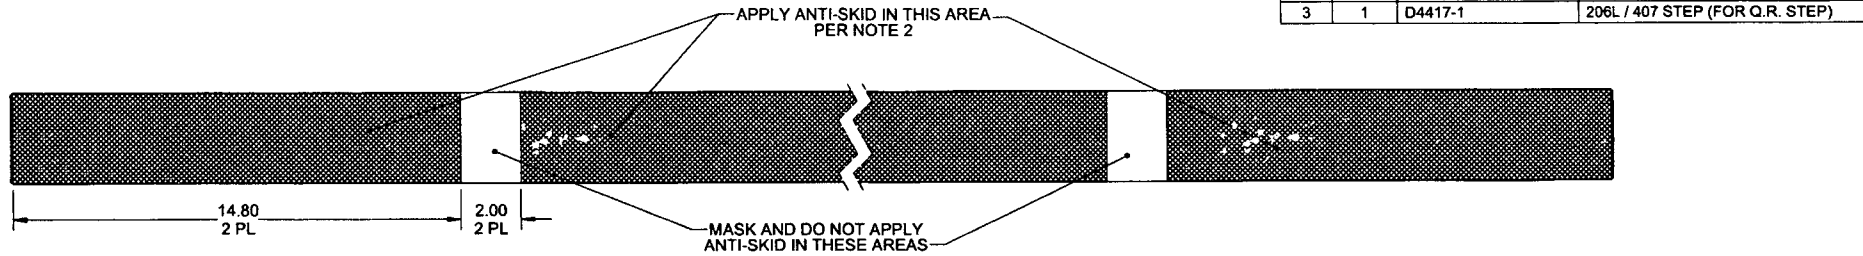 APPLY ANTI-SKID IN THIS AREA
PER NOTE 2
3 1 D4417-1 206L / 407 STEP (FOR Q.R. STEP)
14.80
2 PL
2.00
2 PL
MASK AND DO NOT APPLY
ANTI-SKID IN THESE AREAS